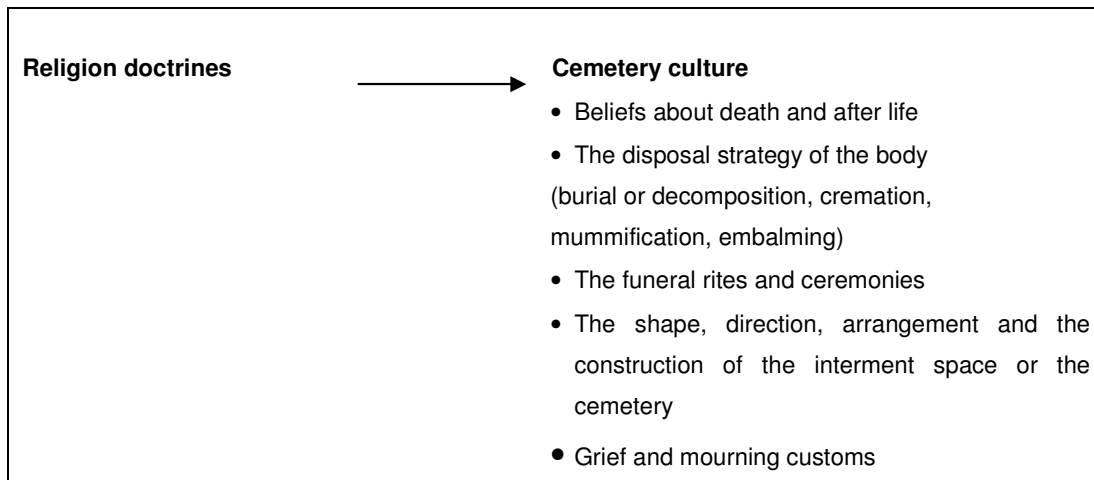 Religion doctrines
Cemetery culture
• Beliefs about death and after life
• The disposal strategy of the body
(burial or decomposition, cremation,
mummification, embalming)
• The funeral rites and ceremonies
• The shape, direction, arrangement and the
construction of the interment space or the
cemetery
• Grief and mourning customs